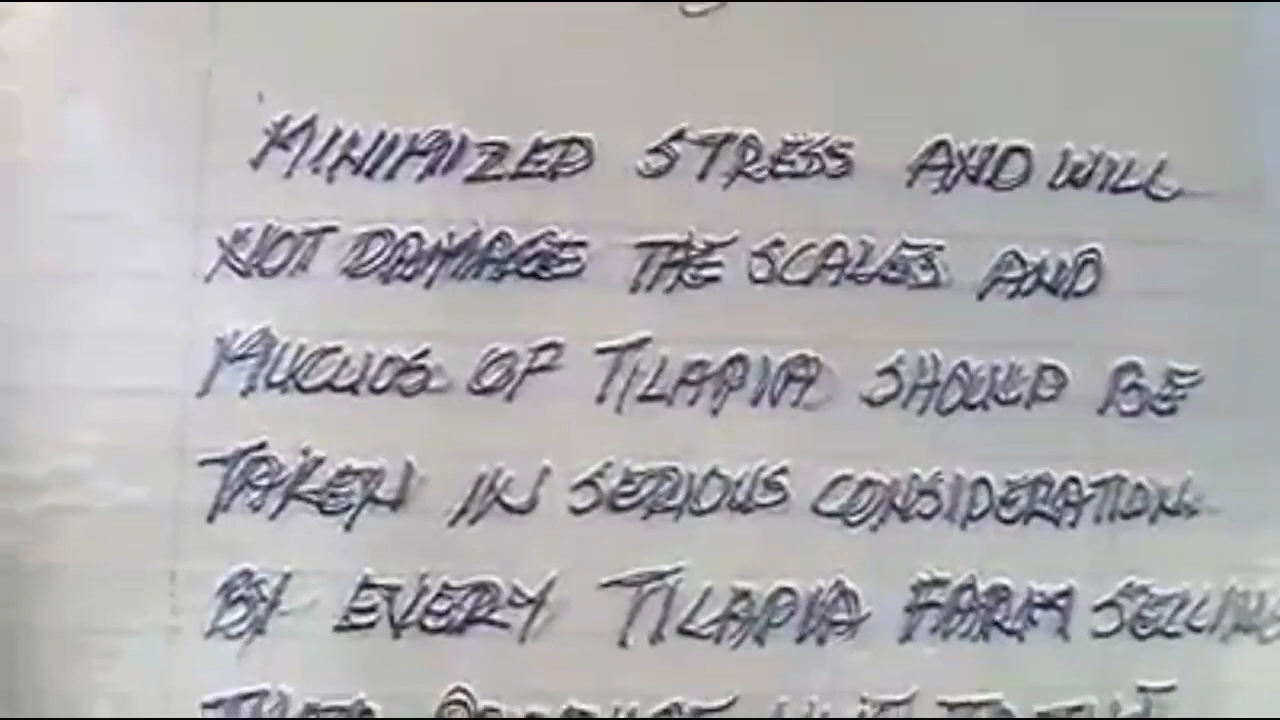 MINIMIZED STRESS AND WILL
NOT DAMAGE THE SCALES AND
MUCUOS OF TILAPIA SHOULD BE
TAKEN IN SERIOUS CONSIDERATION
BY EVERY TILAPIA FARM SELLING